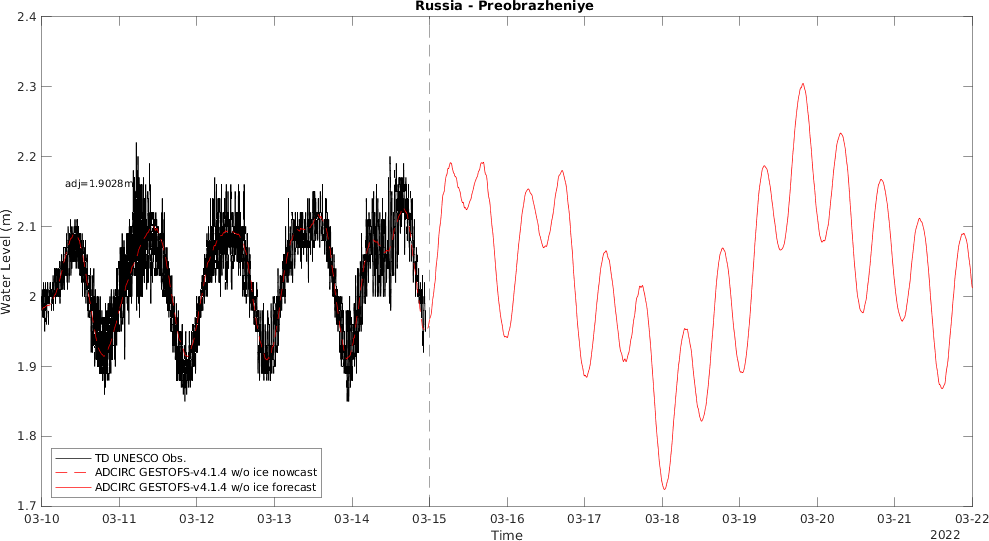 Russia - Preobrazheniye
2.4
2.3
2.2
2.1
2
1.9
1.8
1.7
Water Level (m)
adj=1.9028m
TD UNESCO Obs.
ADCIRC GESTOFS-v4.1.4 w/o ice nowcast
ADCIRC GESTOFS-v4.1.4 w/o ice forecast
03-10 03-11 03-12 03-13 03-14 03-15 03-16 03-17 03-18 03-19 03-20 03-21 03-22
Time
2022